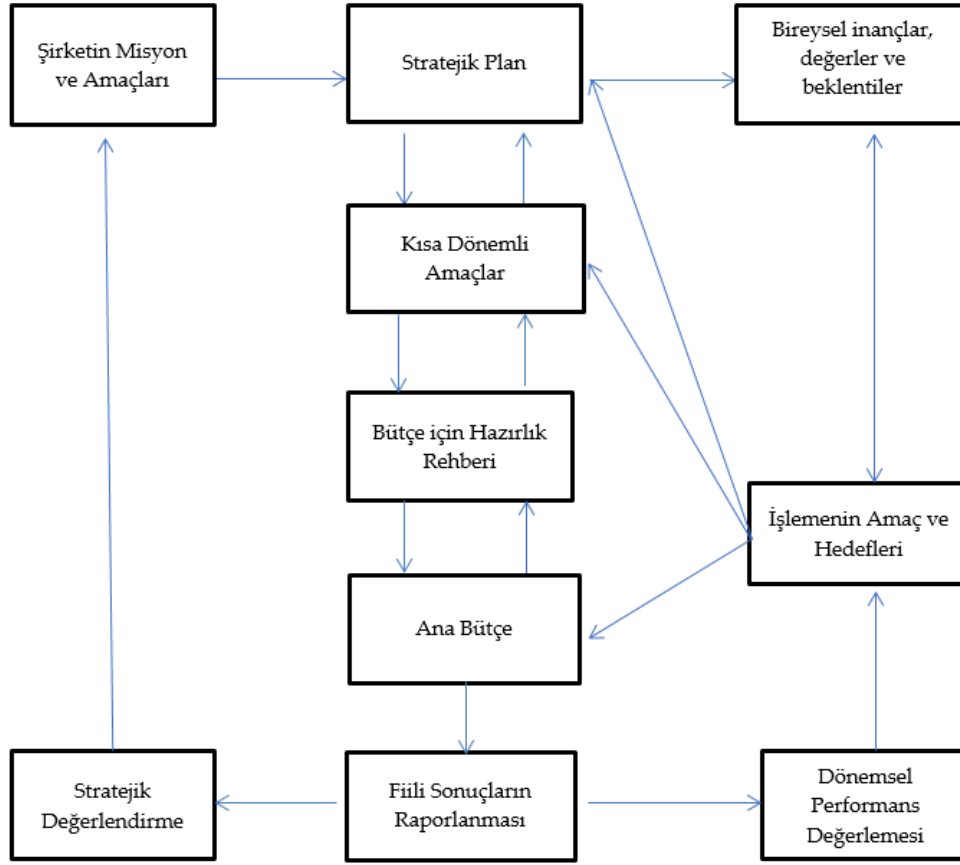 Şirketin Misyon
ve Amaçları
Stratejik Plan
Bireysel inançlar,
değerler ve
beklentiler
Kısa Dönemli
Amaçlar
Bütçe için Hazırlık
Rehberi
İşlemenin Amaç ve
Hedefleri
Ana Bütçe
Stratejik
Değerlendirme
Fiili Sonuçların
Raporlanması
Dönemsel
Performans
Değerlemesi